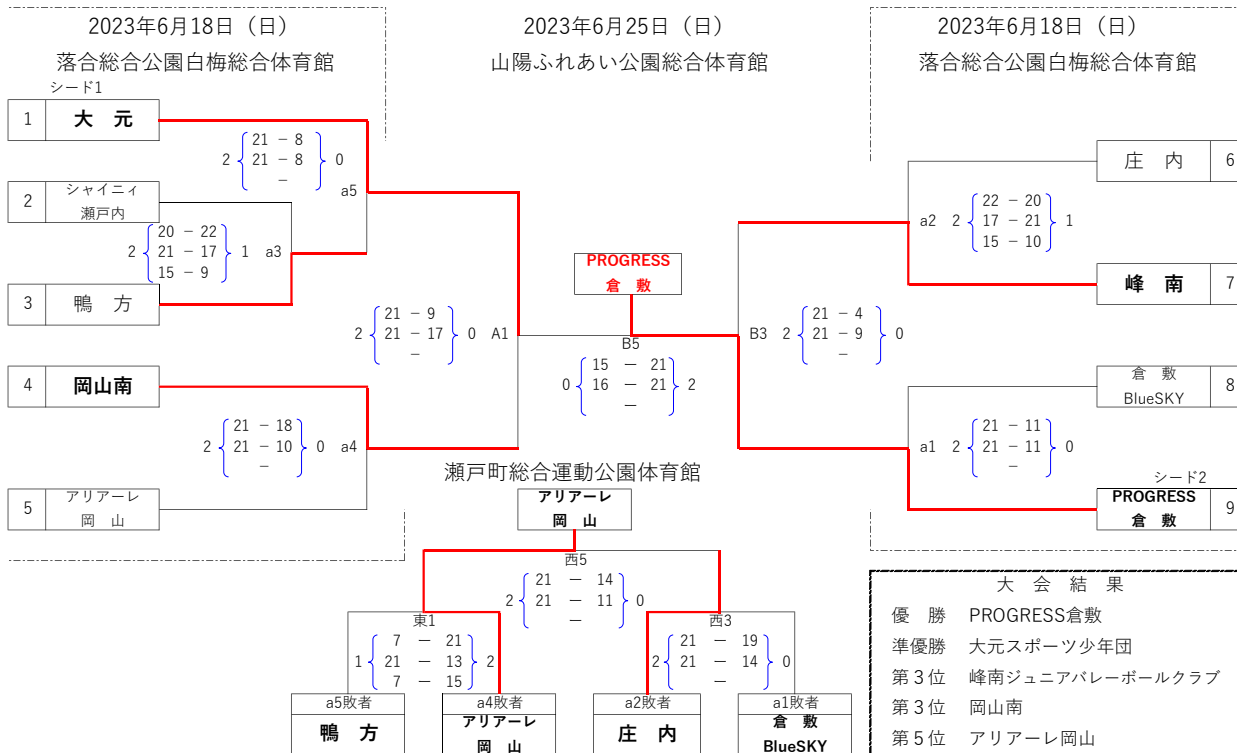 2023年6月18日（日）
落合総合公園白梅総合体育館
2023年6月25日（日）
山陽ふれあい公園総合体育館
2023年6月18日（日）
落合総合公園白梅総合体育館
シード1
1 大 元
2 シャイニィ
瀬戸内
3 鴨 方
4 岡山南
5 アリアーレ
岡 山
21 - 8
2 21 - 8 0
-
a5
20 - 22
2 21 - 17 1 a3
15 - 9
21 - 9
2 21 - 17 0 A1
-
21 - 18
2 21 - 10 0 a4
-
PROGRESS
倉 敷
B5
15 － 21
0 16 － 21 2
－
庄 内 6
22 - 20
a2 2 17 - 21 1
15 - 10
峰 南 7
21 - 4
B3 2 21 - 9 0
-
倉 敷
BlueSKY 8
21 - 11
a1 2 21 - 11 0
-
シード2
PROGRESS
倉 敷 9
瀬戸町総合運動公園体育館
アリアーレ
岡 山
西5
21 － 14
2 21 － 11 0
－
東1
7 － 21
1 21 － 13 2
7 － 15
西3
21 － 19
2 21 － 14 0
－
a5敗者
鴨 方
a4敗者
アリアーレ
岡 山
a2敗者
庄 内
a1敗者
倉 敷
BlueSKY
大 会 結 果
優 勝 PROGRESS倉敷
準優勝 大元スポーツ少年団
第３位 峰南ジュニアバレーボールクラブ
第３位 岡山南
第５位 アリアーレ岡山